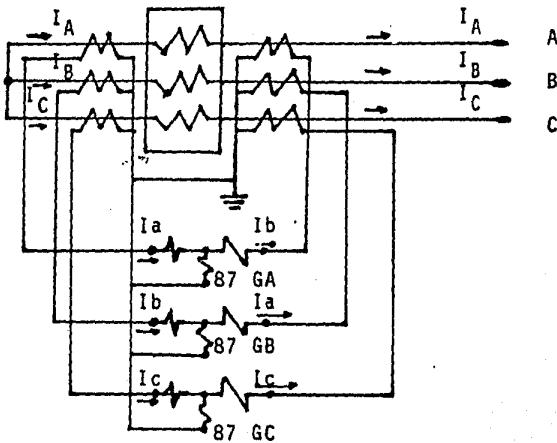 I A I A A
I B I B B
I C I C C
Ia Ib
87 GA
Ib Ia
87 GB
Ic Ic
87 GC